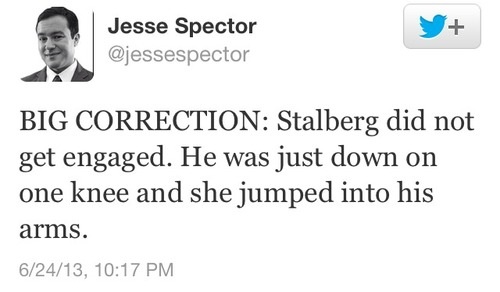 Jesse Spector
@jessespector
BIG CORRECTION: Stalberg did not
get engaged. He was just down on
one knee and she jumped into his
arms.
6/24/13, 10:17 PM